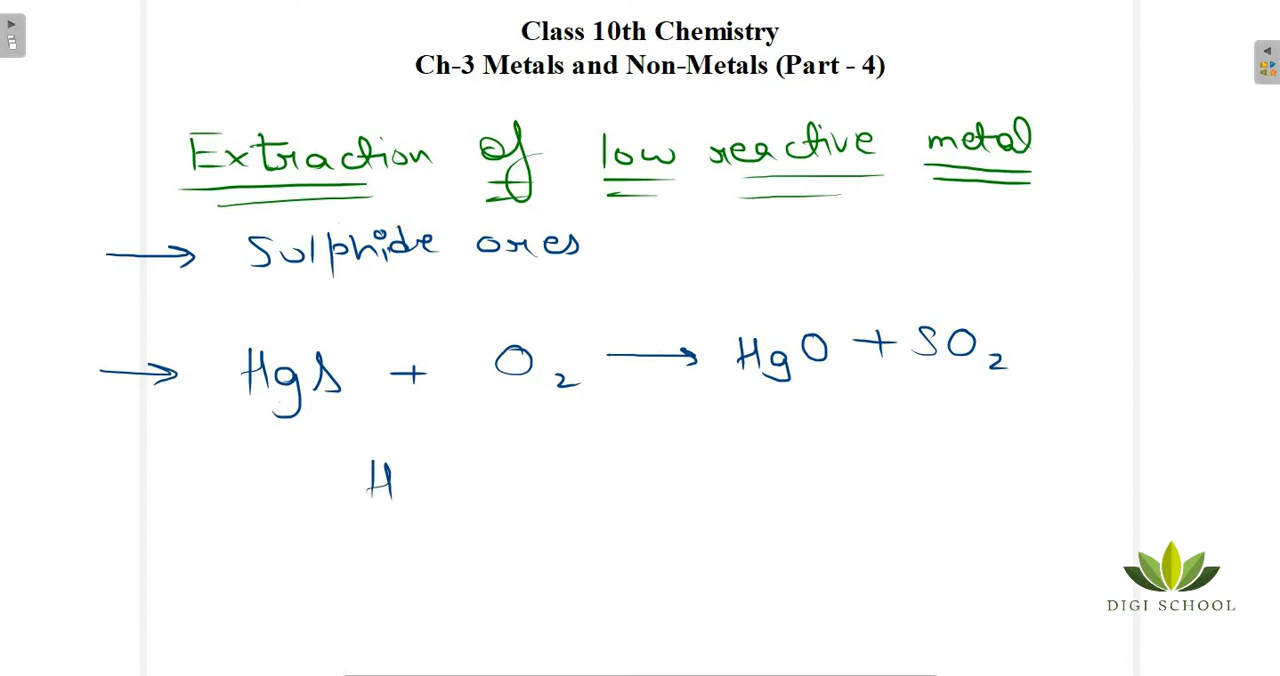 Class 10th Chemistry
Ch-3 Metals and Non-Metals (Part - 4)
Extraction of low reactive metal
→ Sulphide ores
→ HgS + O₂ → HgO + SO₂
H
DIGI SCHOOL